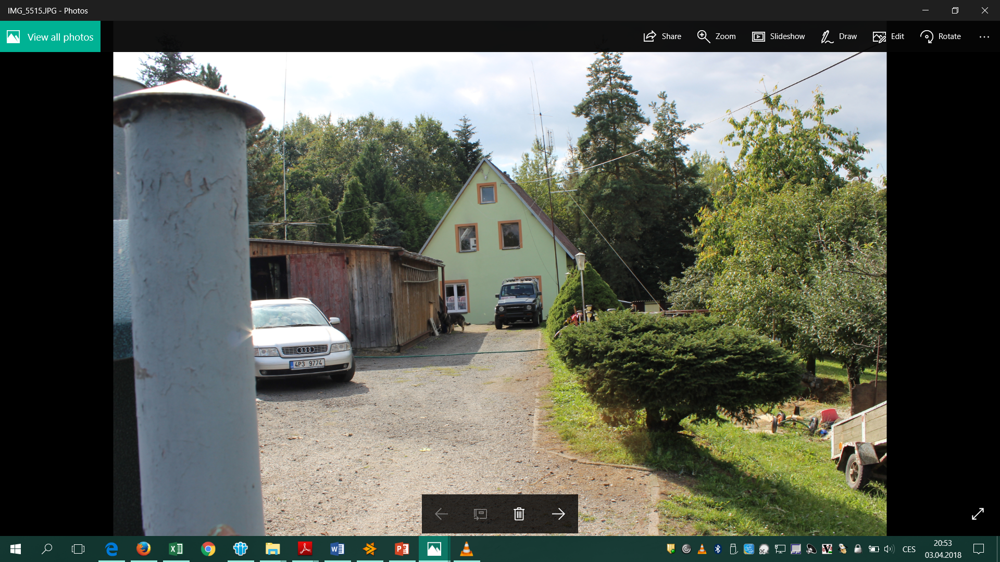 IMG_5515.JPG - Photos
View all photos
Share
Zoom
Slideshow
Draw
Edit
Rotate
4P3 9774
CES
20:53
03.04.2018